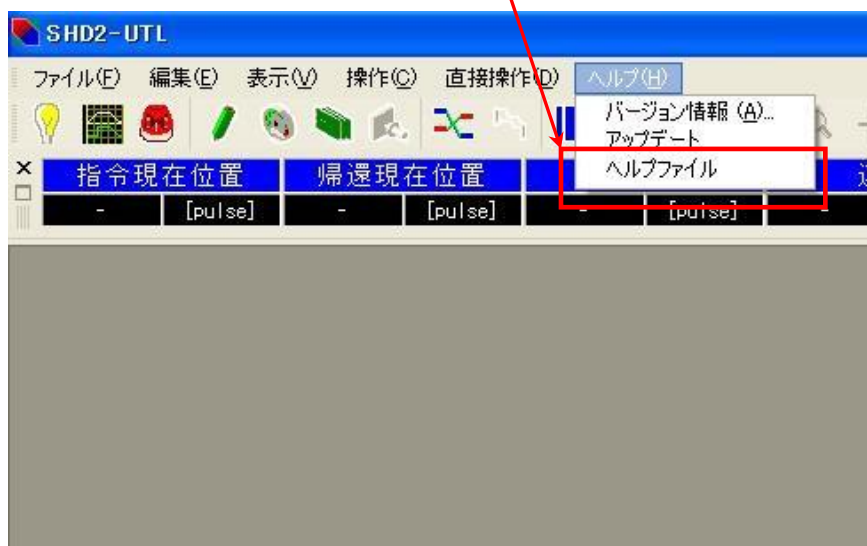 SHD2-UTL
ファイル(F) 編集(E) 表示(V) 操作(C) 直接操作(D) ヘルプ(H)
バージョン情報 (A)...
アップデート
ヘルプファイル
指令現在位置 帰還現在位置
- [pulse] - [pulse] - [pulse] -